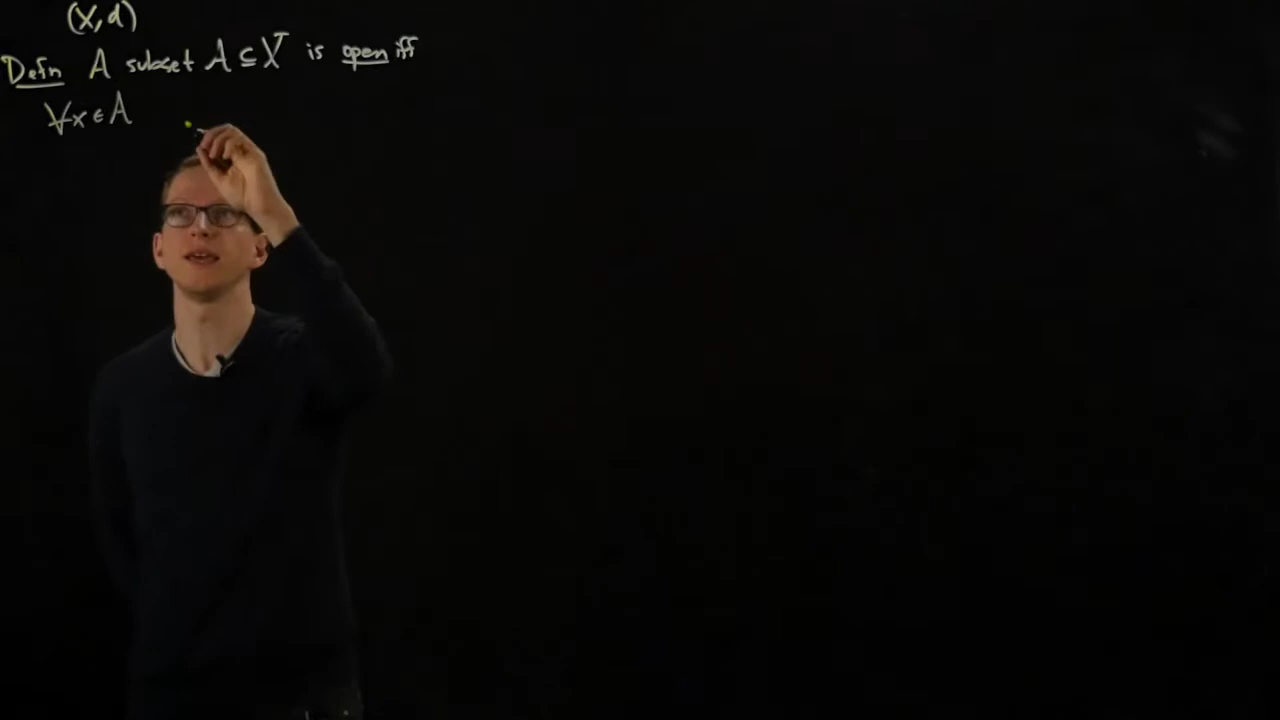 (X,d)
Defn A subset A ⊆ X is open iff
∀x∈A